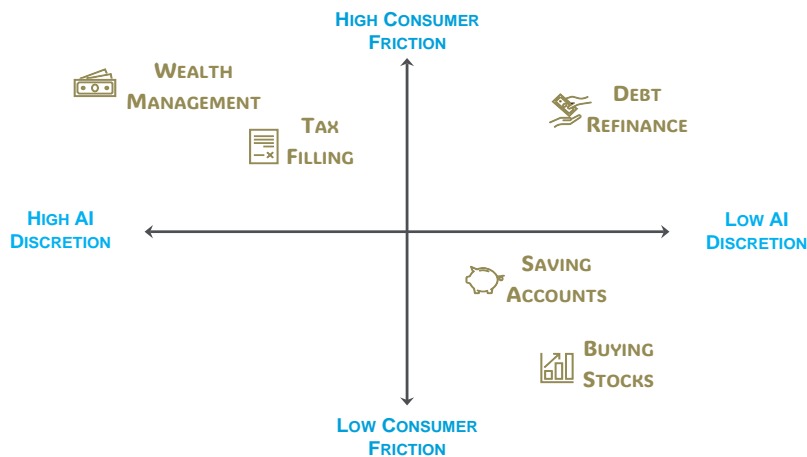 High Consumer
Friction
Wealth
Management
Debt
Refinance
Tax
Filling
High AI
Discretion
Low AI
Discretion
Saving
Accounts
Buying
Stocks
Low Consumer
Friction